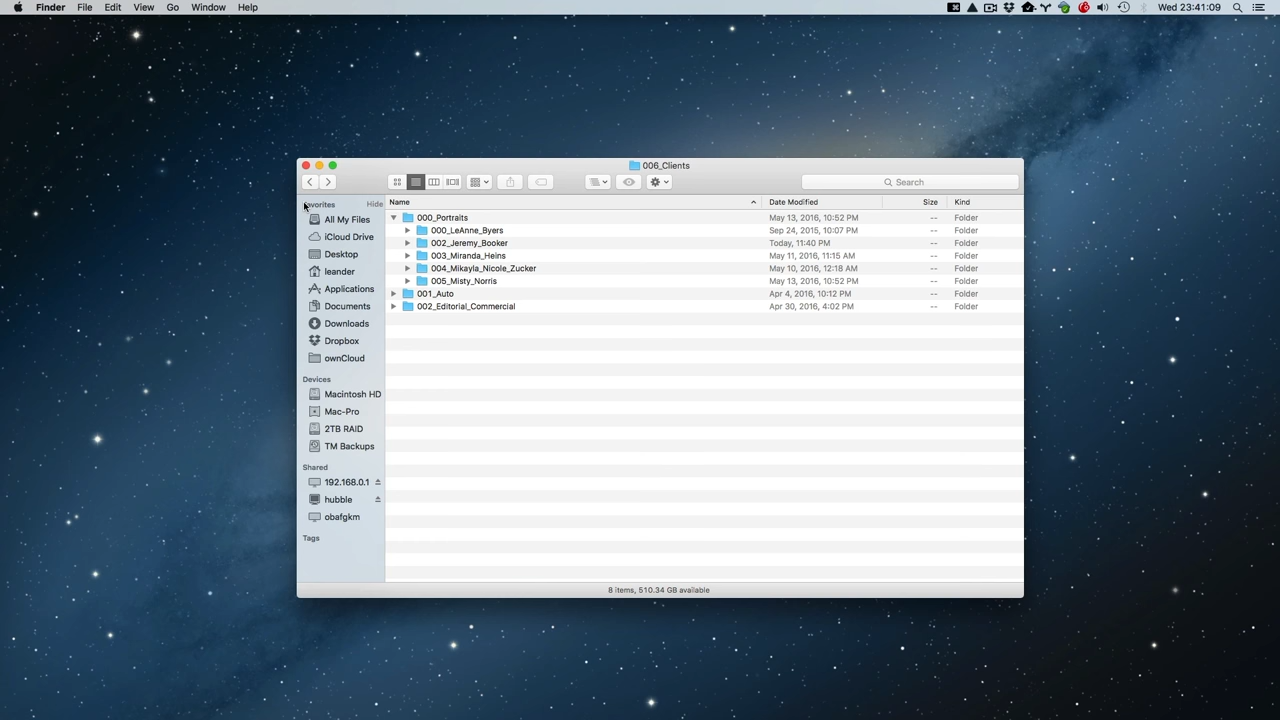 Finder File Edit View Go Window Help Wed 23:41:09
006_Clients
Search
Favorites Hide
All My Files
iCloud Drive
Desktop
leander
Applications
Documents
Downloads
Dropbox
ownCloud
Devices
Macintosh HD
Mac-Pro
2TB RAID
TM Backups
Shared
192.168.0.1
hubble
obafgkm
Tags
Name Date Modified Size Kind
000_Portraits May 13, 2016, 10:52 PM -- Folder
000_LeAnne_Byers Sep 24, 2015, 10:07 PM -- Folder
002_Jeremy_Booker Today, 11:40 PM -- Folder
003_Miranda_Heins May 11, 2016, 11:15 AM -- Folder
004_Mikayla_Nicole_Zucker May 10, 2016, 12:18 AM -- Folder
005_Misty_Norris May 13, 2016, 10:52 PM -- Folder
001_Auto Apr 4, 2016, 10:12 PM -- Folder
002_Editorial_Commercial Apr 30, 2016, 4:02 PM -- Folder
8 items, 510.34 GB available